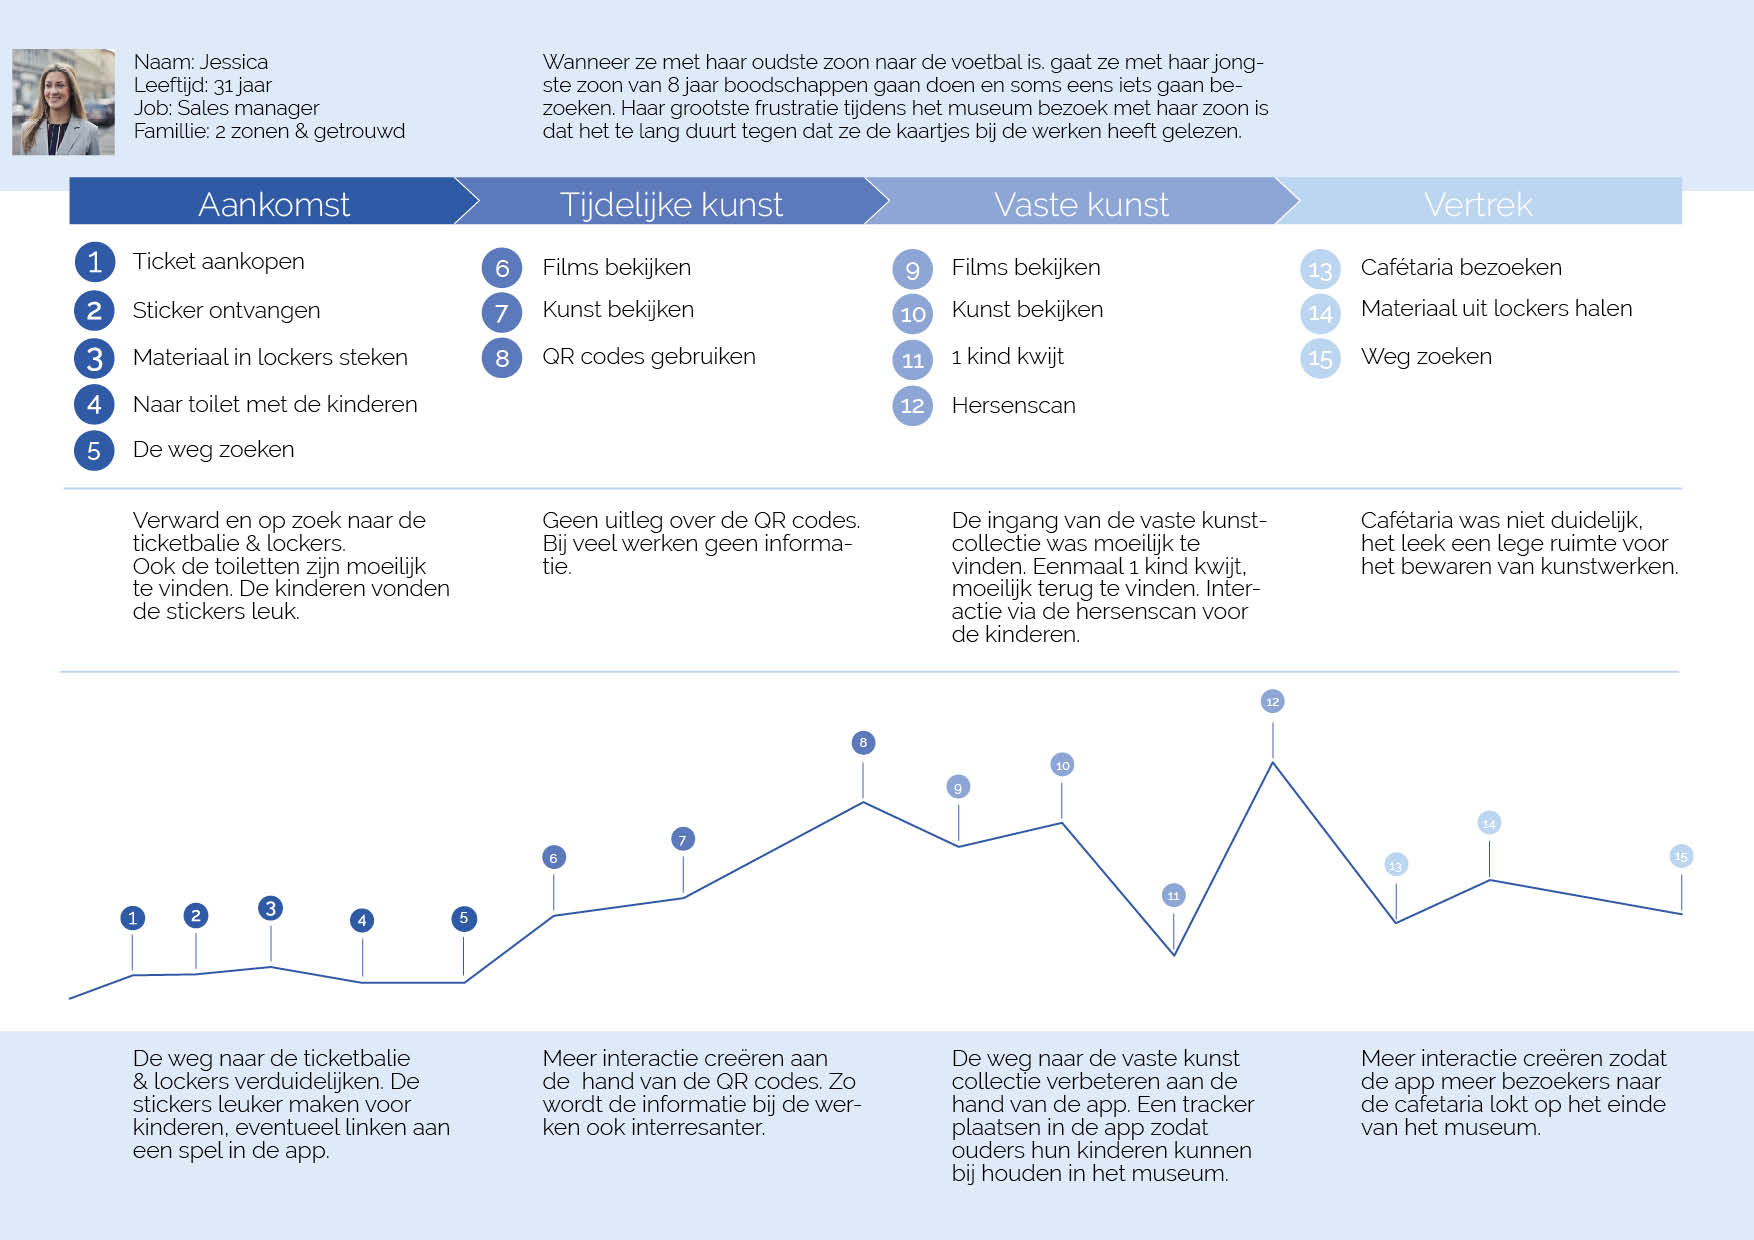 Naam: Jessica
Leeftijd: 31 jaar
Job: Sales manager
Famillie: 2 zonen & getrouwd
Wanneer ze met haar oudste zoon naar de voetbal is. gaat ze met haar jong-
ste zoon van 8 jaar boodschappen gaan doen en soms eens iets gaan be-
zoeken. Haar grootste frustratie tijdens het museum bezoek met haar zoon is
dat het te lang duurt tegen dat ze de kaartjes bij de werken heeft gelezen.
Aankomst
Tijdelijke kunst
Vaste kunst
Vertrek
1 Ticket aankopen
2 Sticker ontvangen
3 Materiaal in lockers steken
4 Naar toilet met de kinderen
5 De weg zoeken
6 Films bekijken
7 Kunst bekijken
8 QR codes gebruiken
9 Films bekijken
10 Kunst bekijken
11 1 kind kwijt
12 Hersenscan
13 Cafétaria bezoeken
14 Materiaal uit lockers halen
15 Weg zoeken
Verward en op zoek naar de
ticketbalie & lockers.
Ook de toiletten zijn moeilijk
te vinden. De kinderen vonden
de stickers leuk.
Geen uitleg over de QR codes.
Bij veel werken geen informa-
tie.
De ingang van de vaste kunst-
collectie was moeilijk te
vinden. Eenmaal 1 kind kwijt,
moeilijk terug te vinden. Inter-
actie via de hersenscan voor
de kinderen.
Cafétaria was niet duidelijk,
het leek een lege ruimte voor
het bewaren van kunstwerken.
1
2
3
4
5
6
7
8
9
10
11
12
13
14
15
De weg naar de ticketbalie
& lockers verduidelijken. De
stickers leuker maken voor
kinderen, eventueel linken aan
een spel in de app.
Meer interactie creëren aan
de hand van de QR codes. Zo
wordt de informatie bij de wer-
ken ook interresanter.
De weg naar de vaste kunst
collectie verbeteren aan de
hand van de app. Een tracker
plaatsen in de app zodat
ouders hun kinderen kunnen
bij houden in het museum.
Meer interactie creëren zodat
de app meer bezoekers naar
de cafetaria lokt op het einde
van het museum.